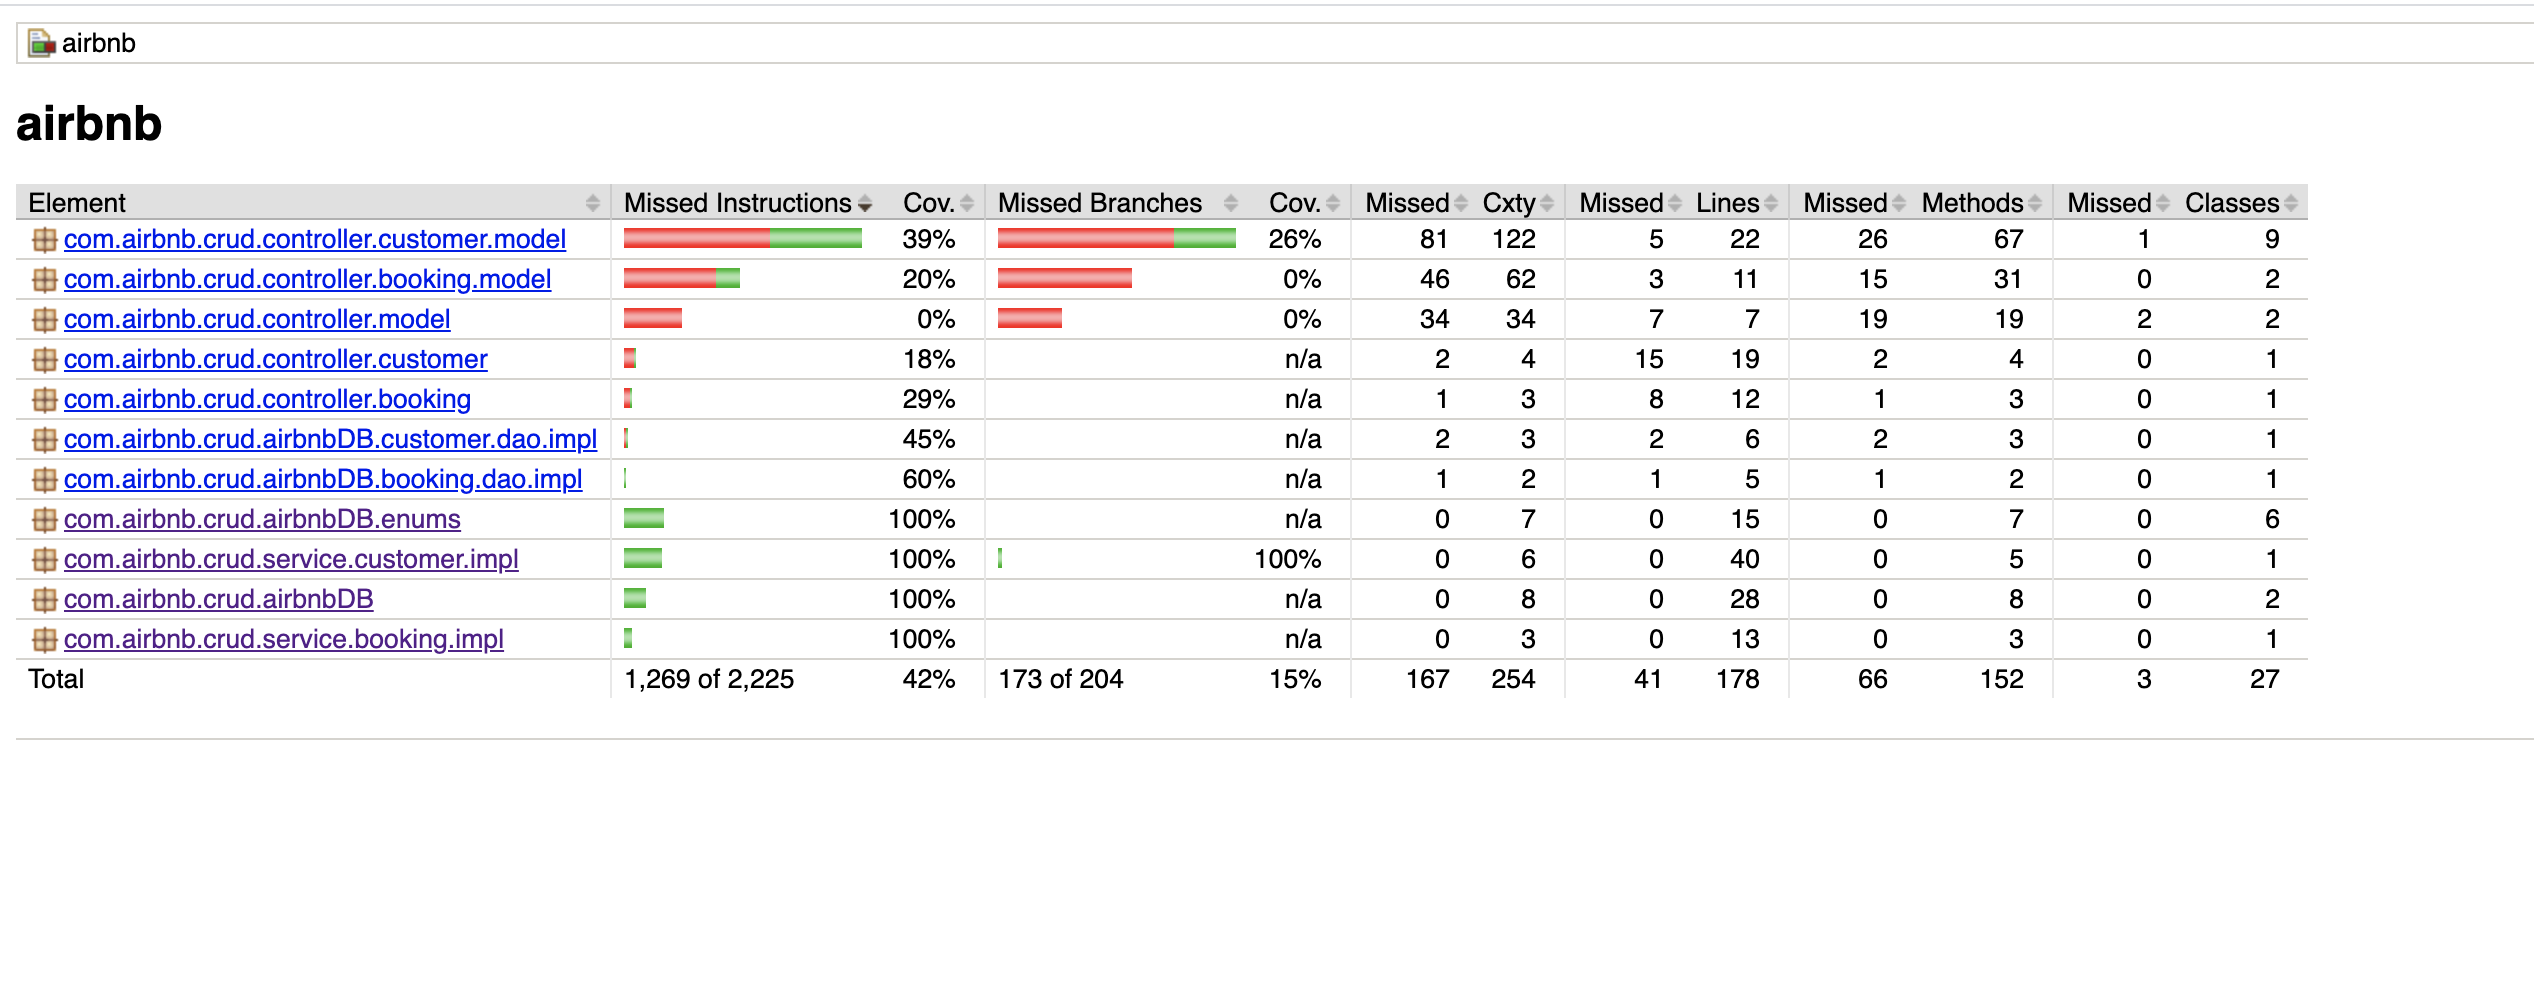 airbnb
airbnb
Element Missed Instructions Cov. Missed Branches Cov. Missed Cxty Missed Lines Missed Methods Missed Classes
com.airbnb.crud.controller.customer.model 39% 26% 81 122 5 22 26 67 1 9
com.airbnb.crud.controller.booking.model 20% 0% 46 62 3 11 15 31 0 2
com.airbnb.crud.controller.model 0% 0% 34 34 7 7 19 19 2 2
com.airbnb.crud.controller.customer 18% n/a 2 4 15 19 2 4 0 1
com.airbnb.crud.controller.booking 29% n/a 1 3 8 12 1 3 0 1
com.airbnb.crud.airbnbDB.customer.dao.impl 45% n/a 2 3 2 6 2 3 0 1
com.airbnb.crud.airbnbDB.booking.dao.impl 60% n/a 1 2 1 5 1 2 0 1
com.airbnb.crud.airbnbDB.enums 100% n/a 0 7 0 15 0 7 0 6
com.airbnb.crud.service.customer.impl 100% 100% 0 6 0 40 0 5 0 1
com.airbnb.crud.airbnbDB 100% n/a 0 8 0 28 0 8 0 2
com.airbnb.crud.service.booking.impl 100% n/a 0 3 0 13 0 3 0 1
Total 1,269 of 2,225 42% 173 of 204 15% 167 254 41 178 66 152 3 27